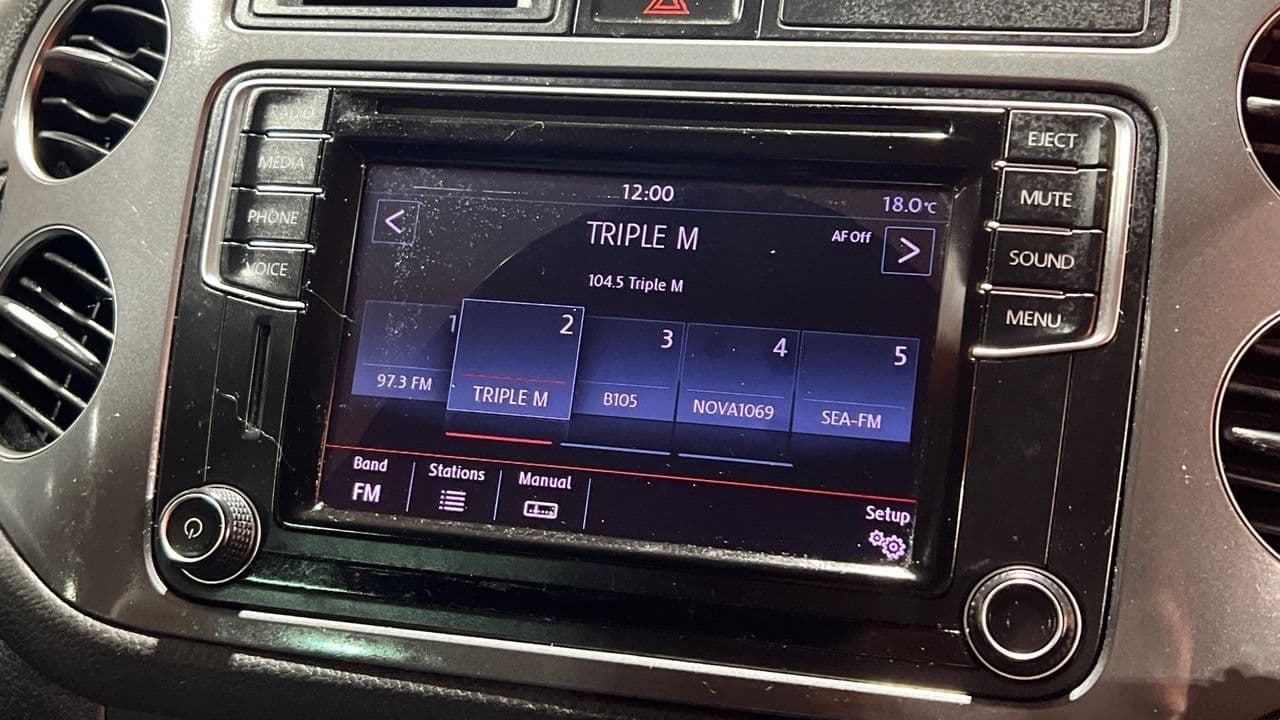 RADIO
MEDIA
PHONE
VOICE
EJECT
MUTE
SOUND
MENU
12:00
18.0°C
<
TRIPLE M
AF Off
>
104.5 Triple M
1
97.3 FM
2
TRIPLE M
3
B105
4
NOVA1069
5
SEA-FM
Band
FM
Stations
Manual
Setup